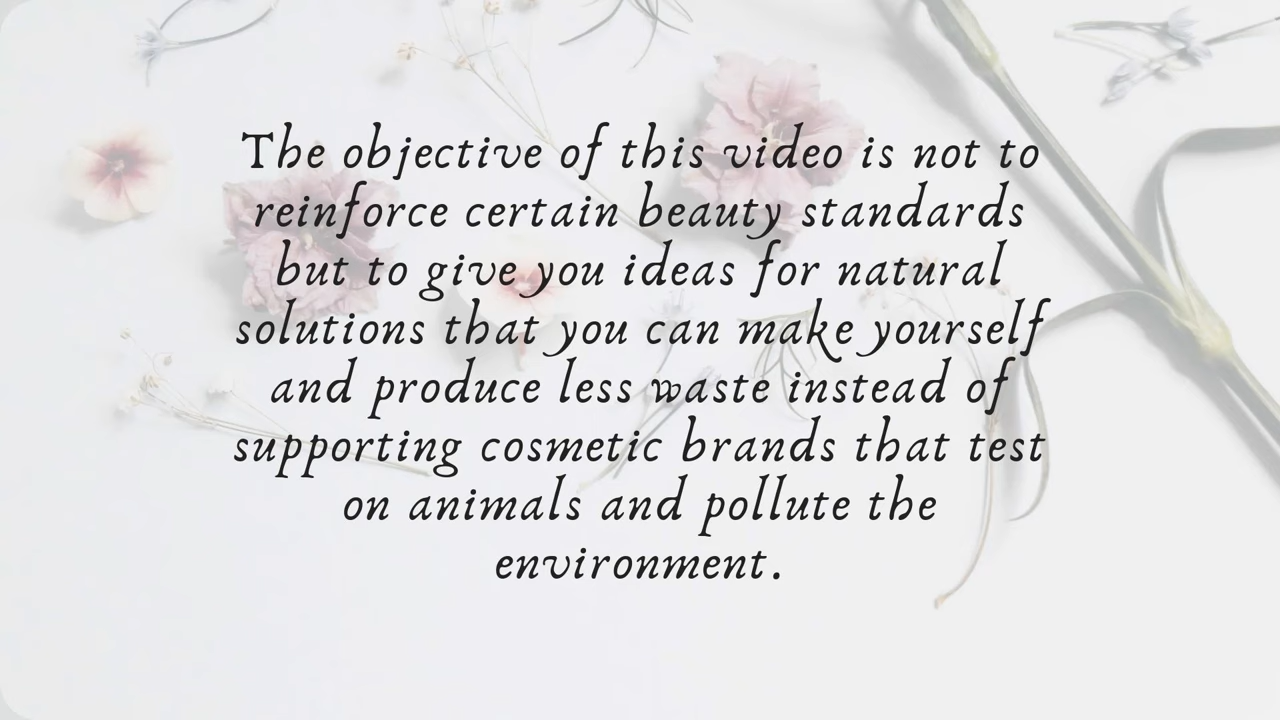 The objective of this video is not to
reinforce certain beauty standards
but to give you ideas for natural
solutions that you can make yourself
and produce less waste instead of
supporting cosmetic brands that test
on animals and pollute the
environment.